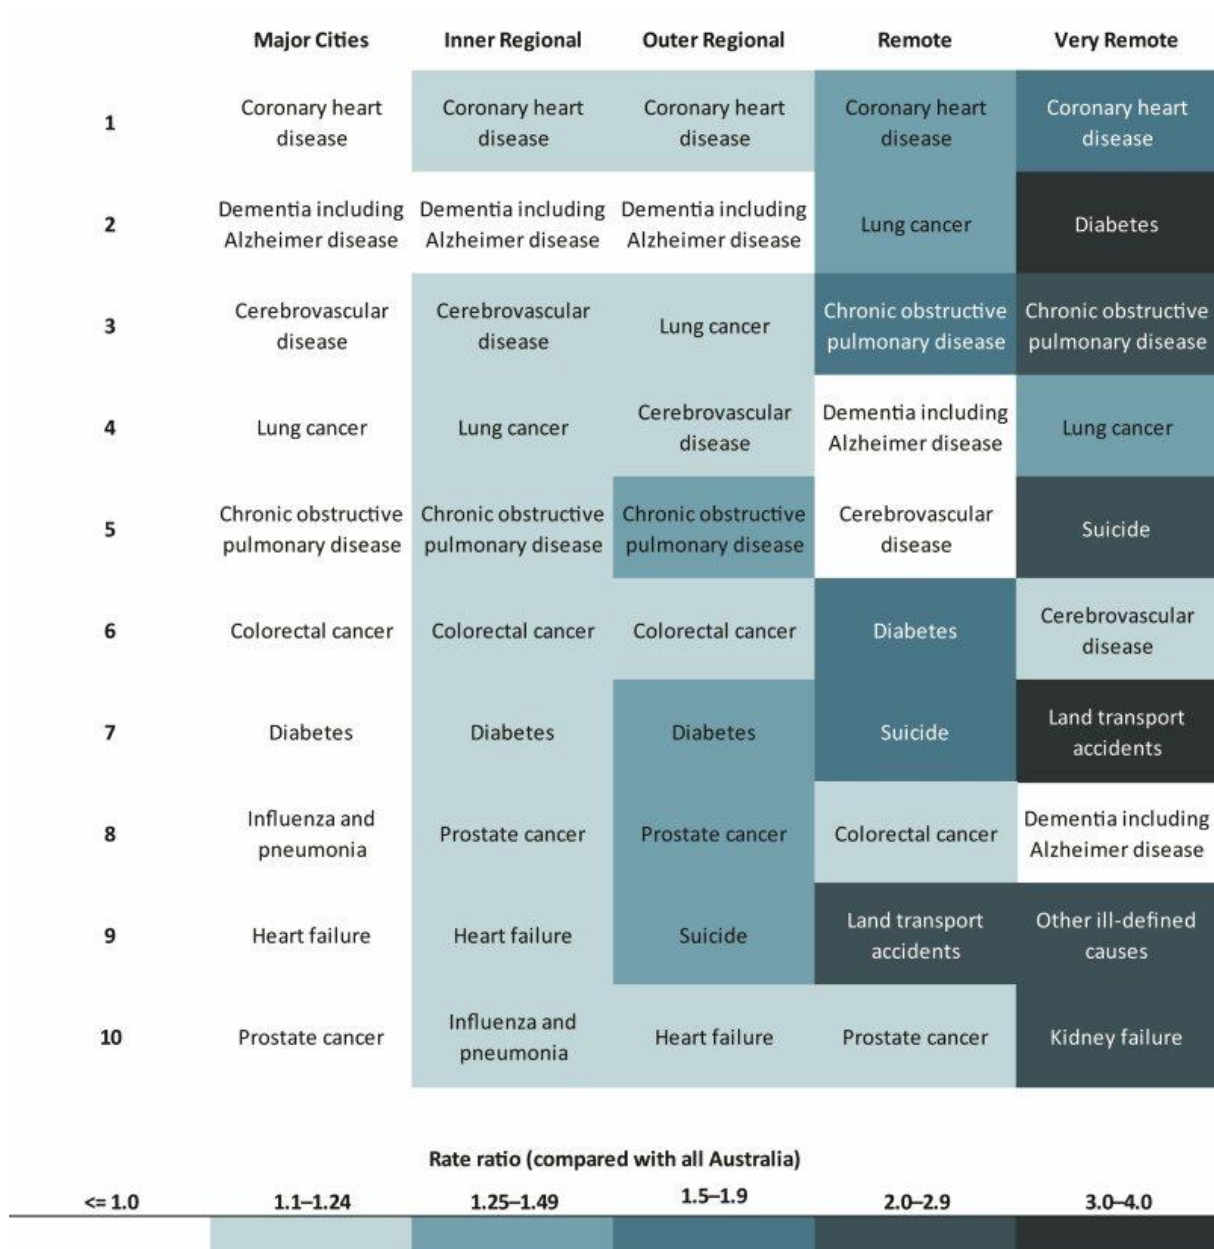 Major Cities Inner Regional Outer Regional Remote Very Remote
1 Coronary heart disease Coronary heart disease Coronary heart disease Coronary heart disease Coronary heart disease
2 Dementia including Alzheimer disease Dementia including Alzheimer disease Dementia including Alzheimer disease Lung cancer Diabetes
3 Cerebrovascular disease Cerebrovascular disease Lung cancer Chronic obstructive pulmonary disease Chronic obstructive pulmonary disease
4 Lung cancer Lung cancer Cerebrovascular disease Dementia including Alzheimer disease Lung cancer
5 Chronic obstructive pulmonary disease Chronic obstructive pulmonary disease Chronic obstructive pulmonary disease Cerebrovascular disease Suicide
6 Colorectal cancer Colorectal cancer Colorectal cancer Diabetes Cerebrovascular disease
7 Diabetes Diabetes Diabetes Suicide Land transport accidents
8 Influenza and pneumonia Prostate cancer Prostate cancer Colorectal cancer Dementia including Alzheimer disease
9 Heart failure Heart failure Suicide Land transport accidents Other ill-defined causes
10 Prostate cancer Influenza and pneumonia Heart failure Prostate cancer Kidney failure
Rate ratio (compared with all Australia)
<= 1.0 1.1–1.24 1.25–1.49 1.5–1.9 2.0–2.9 3.0–4.0